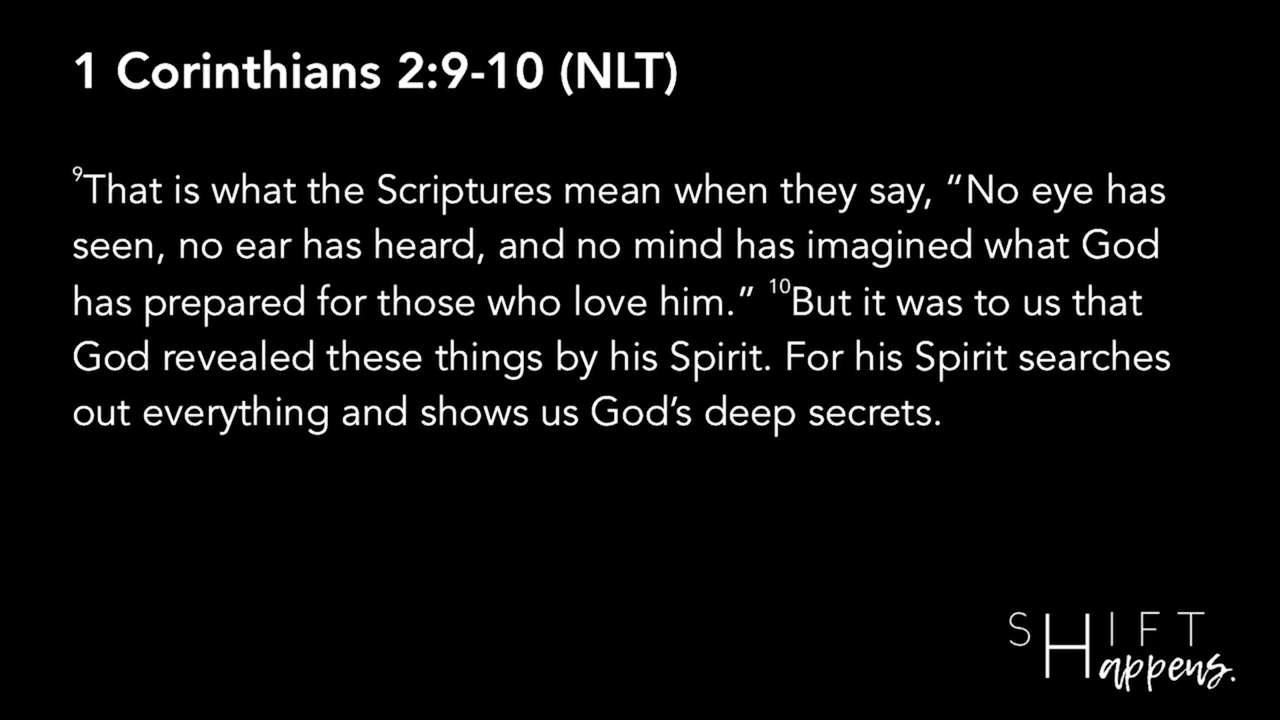 1 Corinthians 2:9-10 (NLT)
⁹That is what the Scriptures mean when they say, “No eye has
seen, no ear has heard, and no mind has imagined what God
has prepared for those who love him.” ¹⁰But it was to us that
God revealed these things by his Spirit. For his Spirit searches
out everything and shows us God’s deep secrets.
SHIFT
Happens.